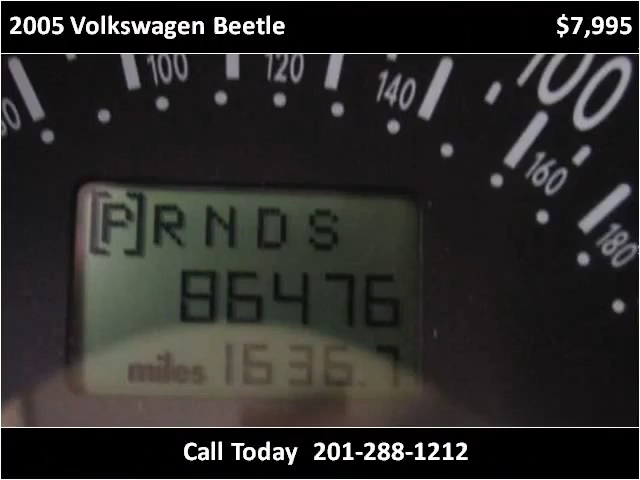 2005 Volkswagen Beetle $7,995
100 120 140 160 180
100
[P] R N D S
86476
miles 1636.7
Call Today 201-288-1212